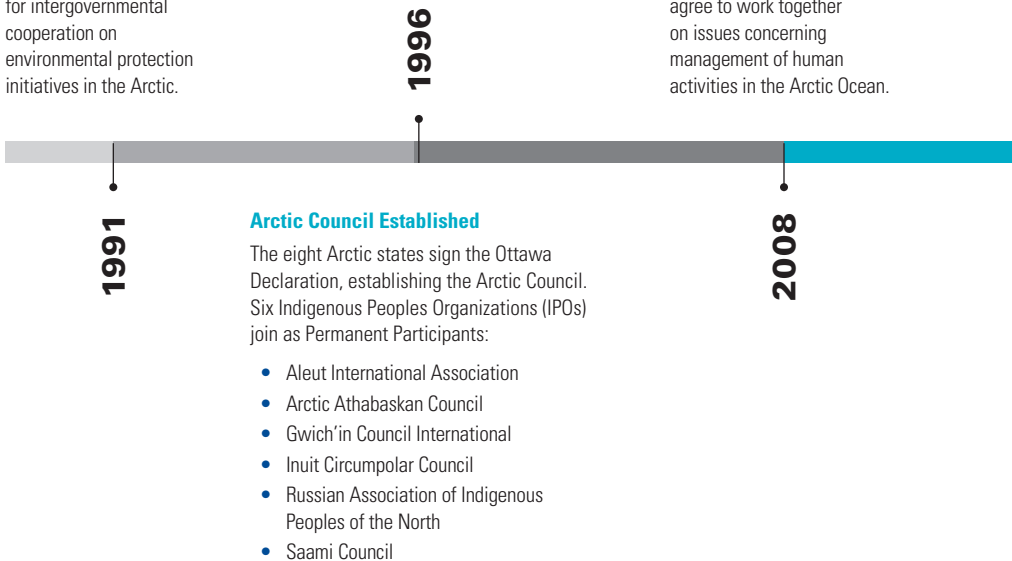 for intergovernmental
cooperation on
environmental protection
initiatives in the Arctic.
1996
agree to work together
on issues concerning
management of human
activities in the Arctic Ocean.
1991
Arctic Council Established
The eight Arctic states sign the Ottawa
Declaration, establishing the Arctic Council.
Six Indigenous Peoples Organizations (IPOs)
join as Permanent Participants:
• Aleut International Association
• Arctic Athabaskan Council
• Gwich’in Council International
• Inuit Circumpolar Council
• Russian Association of Indigenous
Peoples of the North
• Saami Council
2008